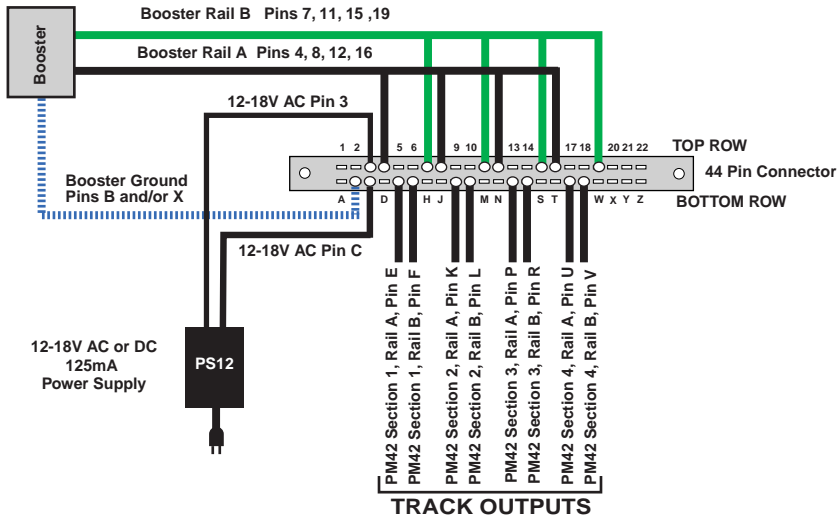 Booster Rail B Pins 7, 11, 15 ,19
Booster
Booster Rail A Pins 4, 8, 12, 16
12-18V AC Pin 3
1 2 5 6 9 10 13 14 17 18 20 21 22
TOP ROW
44 Pin Connector
Booster Ground
Pins B and/or X
A D H J M N S T W X Y Z
BOTTOM ROW
12-18V AC Pin C
PM42 Section 1, Rail A, Pin E
PM42 Section 1, Rail B, Pin F
PM42 Section 2, Rail A, Pin K
PM42 Section 2, Rail B, Pin L
PM42 Section 3, Rail A, Pin P
PM42 Section 3, Rail B, Pin R
PM42 Section 4, Rail A, Pin U
PM42 Section 4, Rail B, Pin V
12-18V AC or DC
125mA
Power Supply
PS12
TRACK OUTPUTS